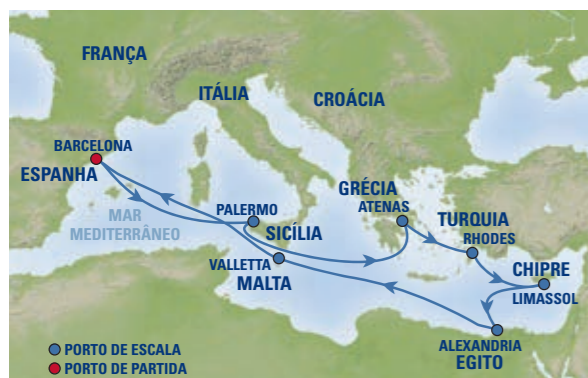 FRANÇA
ITÁLIA
CROÁCIA
BARCELONA
ESPANHA
MAR
MEDITERRÂNEO
PALERMO
SICÍLIA
GRÉCIA
ATENAS
TURQUIA
RHODES
VALLETTA
MALTA
CHIPRE
LIMASSOL
ALEXANDRIA
EGITO
PORTO DE ESCALA
PORTO DE PARTIDA